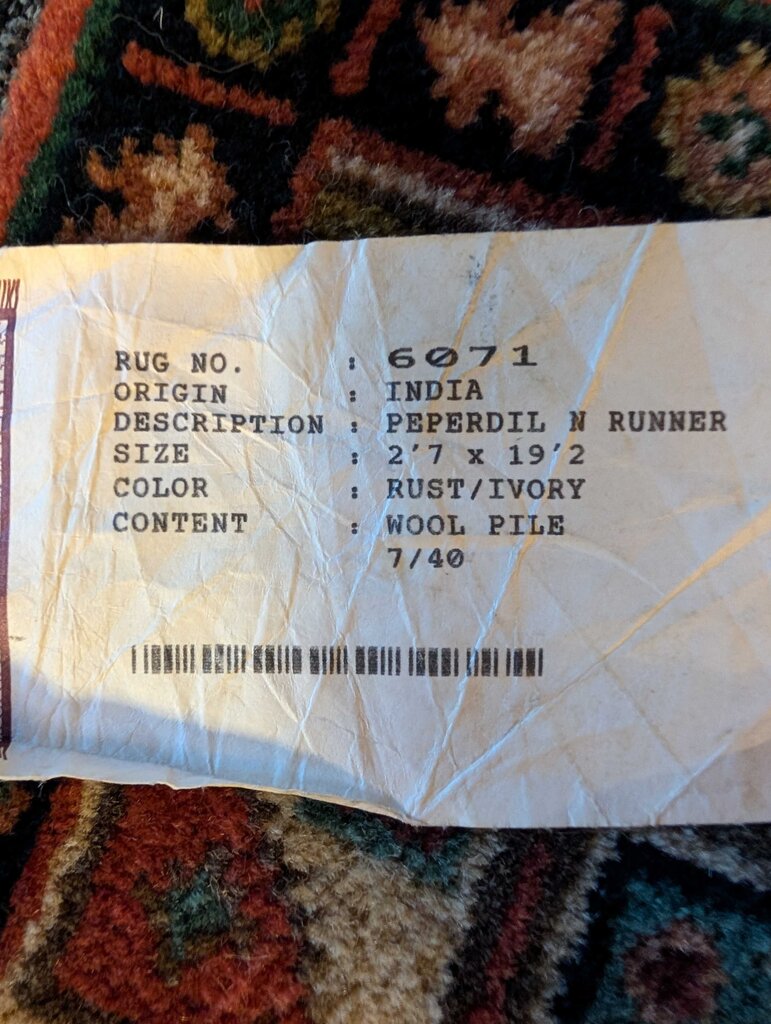 RUG NO. : 6071
ORIGIN : INDIA
DESCRIPTION : PEPERDIL N RUNNER
SIZE : 2'7 x 19'2
COLOR : RUST/IVORY
CONTENT : WOOL PILE
7/40